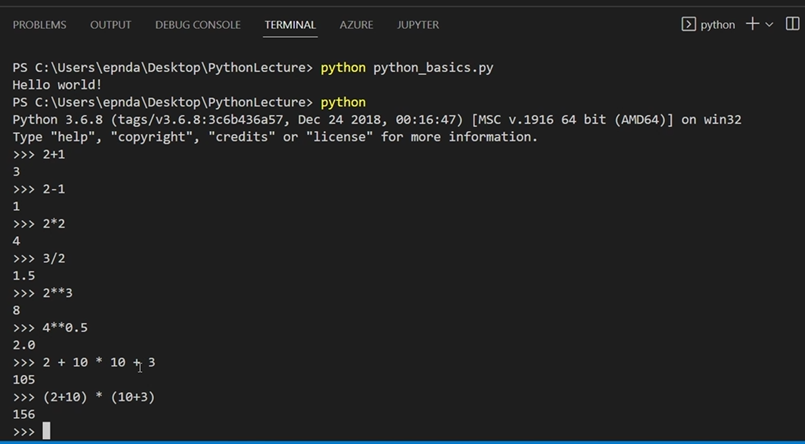 PROBLEMS OUTPUT DEBUG CONSOLE TERMINAL AZURE JUPYTER python
PS C:\Users\epnda\Desktop\PythonLecture> python python_basics.py
Hello world!
PS C:\Users\epnda\Desktop\PythonLecture> python
Python 3.6.8 (tags/v3.6.8:3c6b436a57, Dec 24 2018, 00:16:47) [MSC v.1916 64 bit (AMD64)] on win32
Type "help", "copyright", "credits" or "license" for more information.
>>> 2+1
3
>>> 2-1
1
>>> 2*2
4
>>> 3/2
1.5
>>> 2**3
8
>>> 4**0.5
2.0
>>> 2 + 10 * 10 + 3
105
>>> (2+10) * (10+3)
156
>>>